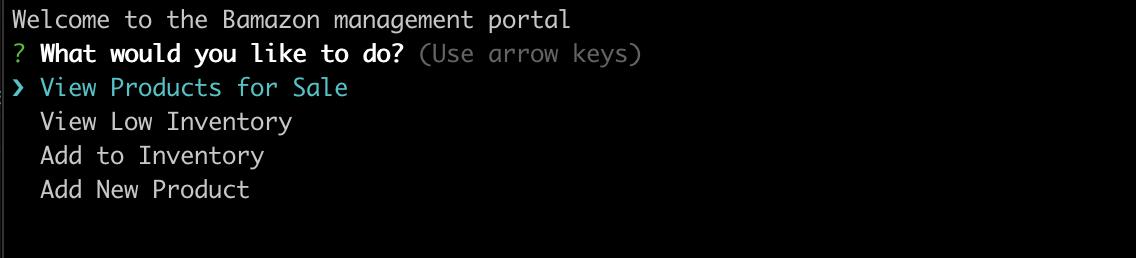 Welcome to the Bamazon management portal
? What would you like to do? (Use arrow keys)
❯ View Products for Sale
View Low Inventory
Add to Inventory
Add New Product